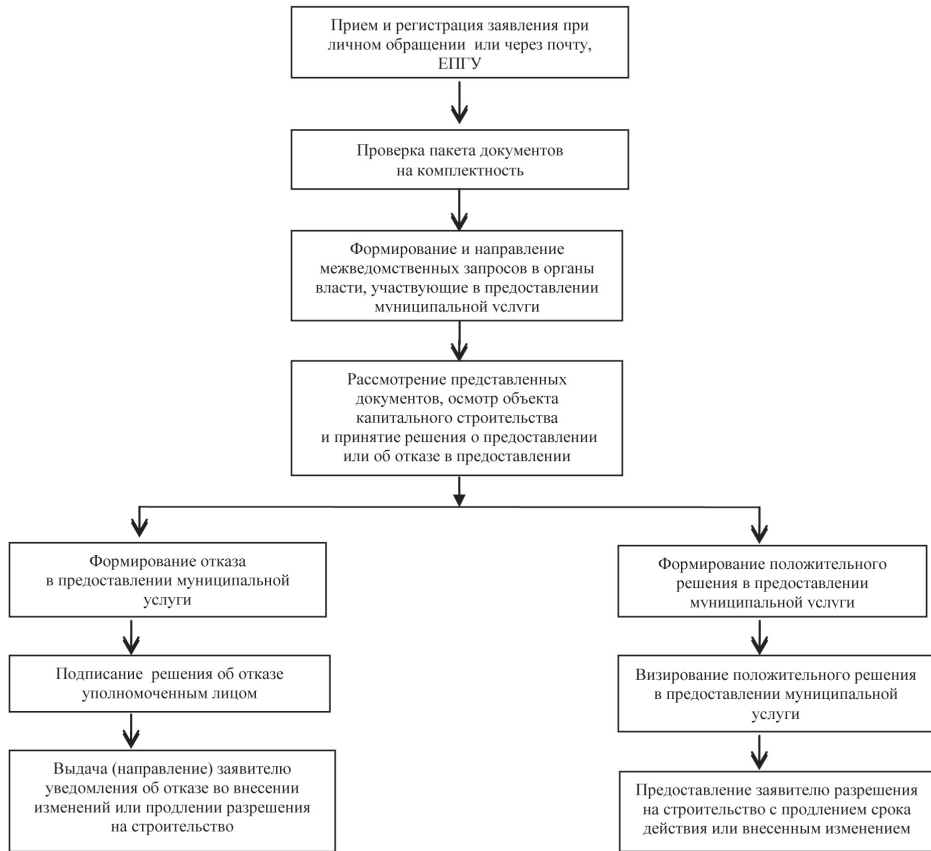 Прием и регистрация заявления при
личном обращении или через почту,
ЕПГУ
Проверка пакета документов
на комплектность
Формирование и направление
межведомственных запросов в органы
власти, участвующие в предоставлении
муниципальной услуги
Рассмотрение представленных
документов, осмотр объекта
капитального строительства
и принятие решения о предоставлении
или об отказе в предоставлении
Формирование отказа
в предоставлении муниципальной
услуги
Подписание решения об отказе
уполномоченным лицом
Выдача (направление) заявителю
уведомления об отказе во внесении
изменений или продлении разрешения
на строительство
Формирование положительного
решения в предоставлении
муниципальной услуги
Визирование положительного решения
в предоставлении муниципальной
услуги
Предоставление заявителю разрешения
на строительство с продлением срока
действия или внесенным изменением